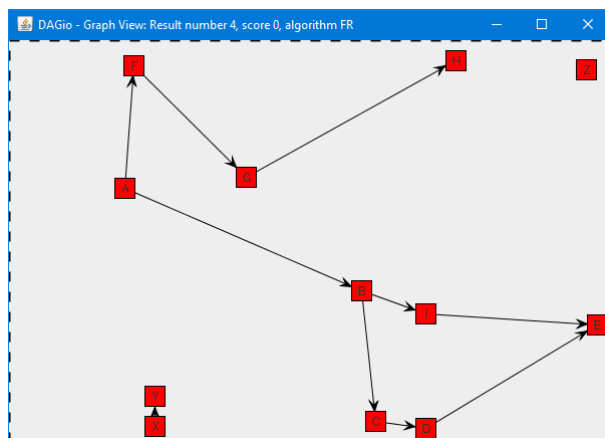 DAGio - Graph View: Result number 4, score 0, algorithm FR
F
H
Z
G
A
B
I
E
Y
C
X
D